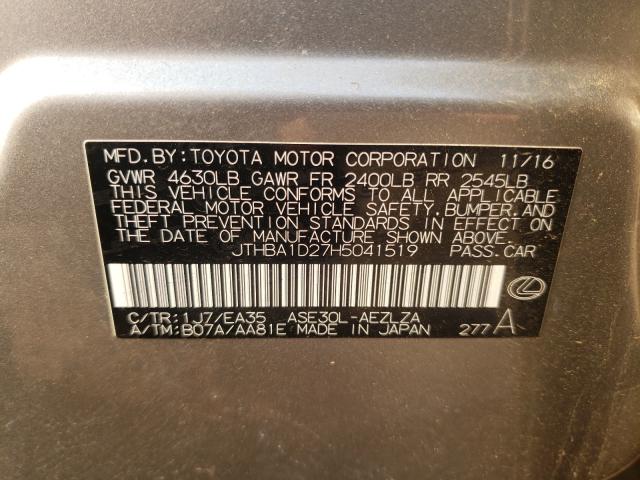 MFD.BY:TOYOTA MOTOR CORPORATION 11/16
GVWR 4630LB GAWR FR 2400LB RR 2545LB
THIS VEHICLE CONFORMS TO ALL APPLICABLE
FEDERAL MOTOR VEHICLE SAFETY,BUMPER,AND
THEFT PREVENTION STANDARDS IN EFFECT ON
THE DATE OF MANUFACTURE SHOWN ABOVE.
JTHBA1D27H5041519 PASS.CAR
C/TR:1J7/EA35 ASE30L-AEZLZA
A/TM:B07A/AA81E MADE IN JAPAN 277 A